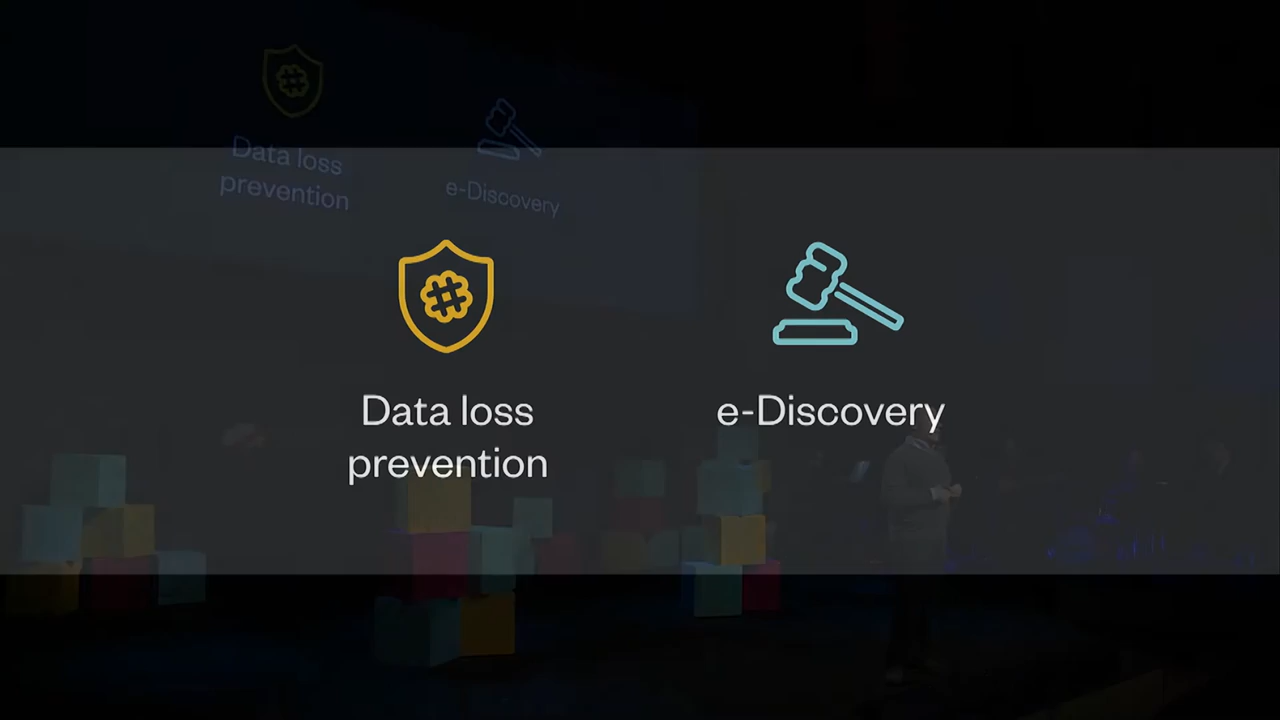 Data loss
prevention
e-Discovery
Data loss
prevention
e-Discovery